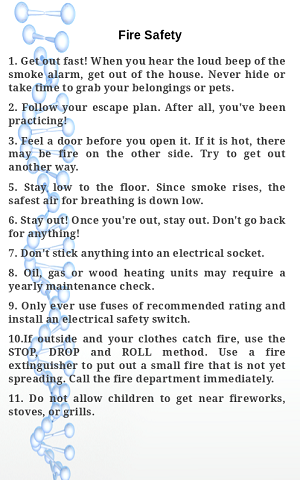 Fire Safety
1. Get out fast! When you hear the loud beep of the
smoke alarm, get out of the house. Never hide or
take time to grab your belongings or pets.
2. Follow your escape plan. After all, you've been
practicing!
3. Feel a door before you open it. If it is hot, there
may be fire on the other side. Try to get out
another way.
5. Stay low to the floor. Since smoke rises, the
safest air for breathing is down low.
6. Stay out! Once you're out, stay out. Don't go back
for anything!
7. Don't stick anything into an electrical socket.
8. Oil, gas or wood heating units may require a
yearly maintenance check.
9. Only ever use fuses of recommended rating and
install an electrical safety switch.
10.If outside and your clothes catch fire, use the
STOP, DROP and ROLL method. Use a fire
extinguisher to put out a small fire that is not yet
spreading. Call the fire department immediately.
11. Do not allow children to get near fireworks,
stoves, or grills.